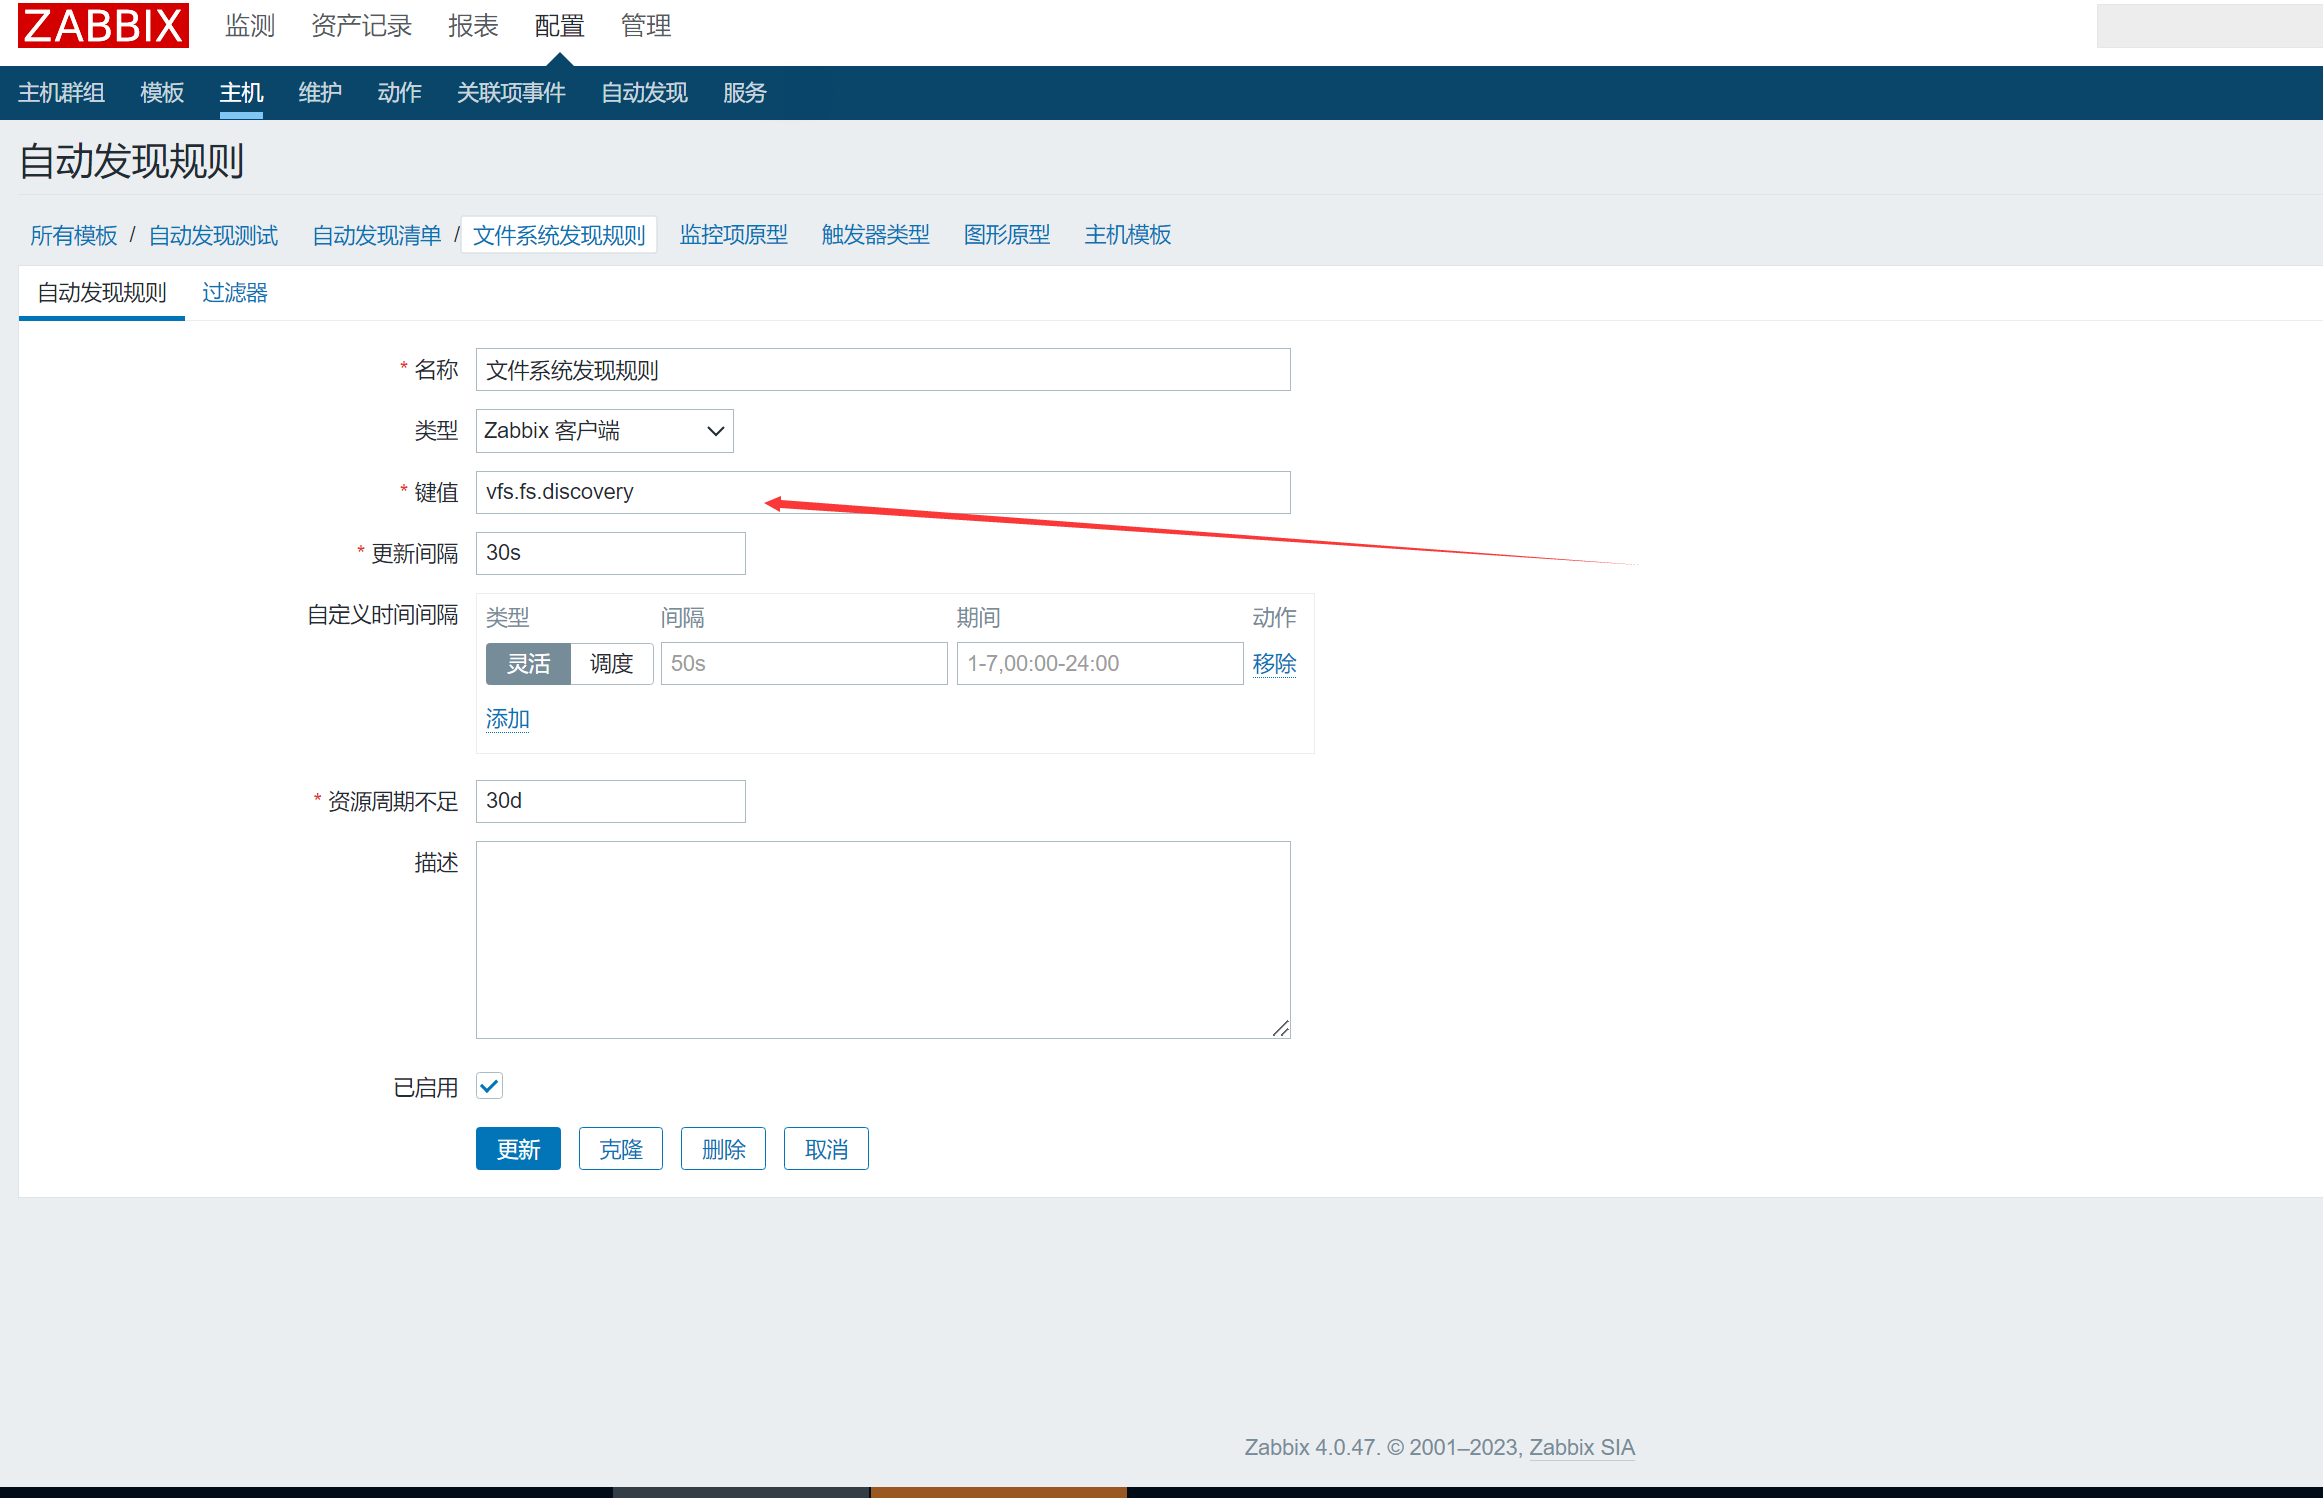 ZABBIX 监测 资产记录 报表 配置 管理
主机群组 模板 主机 维护 动作 关联项事件 自动发现 服务
自动发现规则
所有模板 / 自动发现测试 自动发现清单 / 文件系统发现规则 监控项原型 触发器类型 图形原型 主机模板
自动发现规则 过滤器
* 名称 文件系统发现规则
类型 Zabbix 客户端
* 键值 vfs.fs.discovery
* 更新间隔 30s
自定义时间间隔 类型 间隔 期间 动作
灵活 调度 50s 1-7,00:00-24:00 移除
添加
* 资源周期不足 30d
描述
已启用
更新 克隆 删除 取消
Zabbix 4.0.47. © 2001–2023, Zabbix SIA